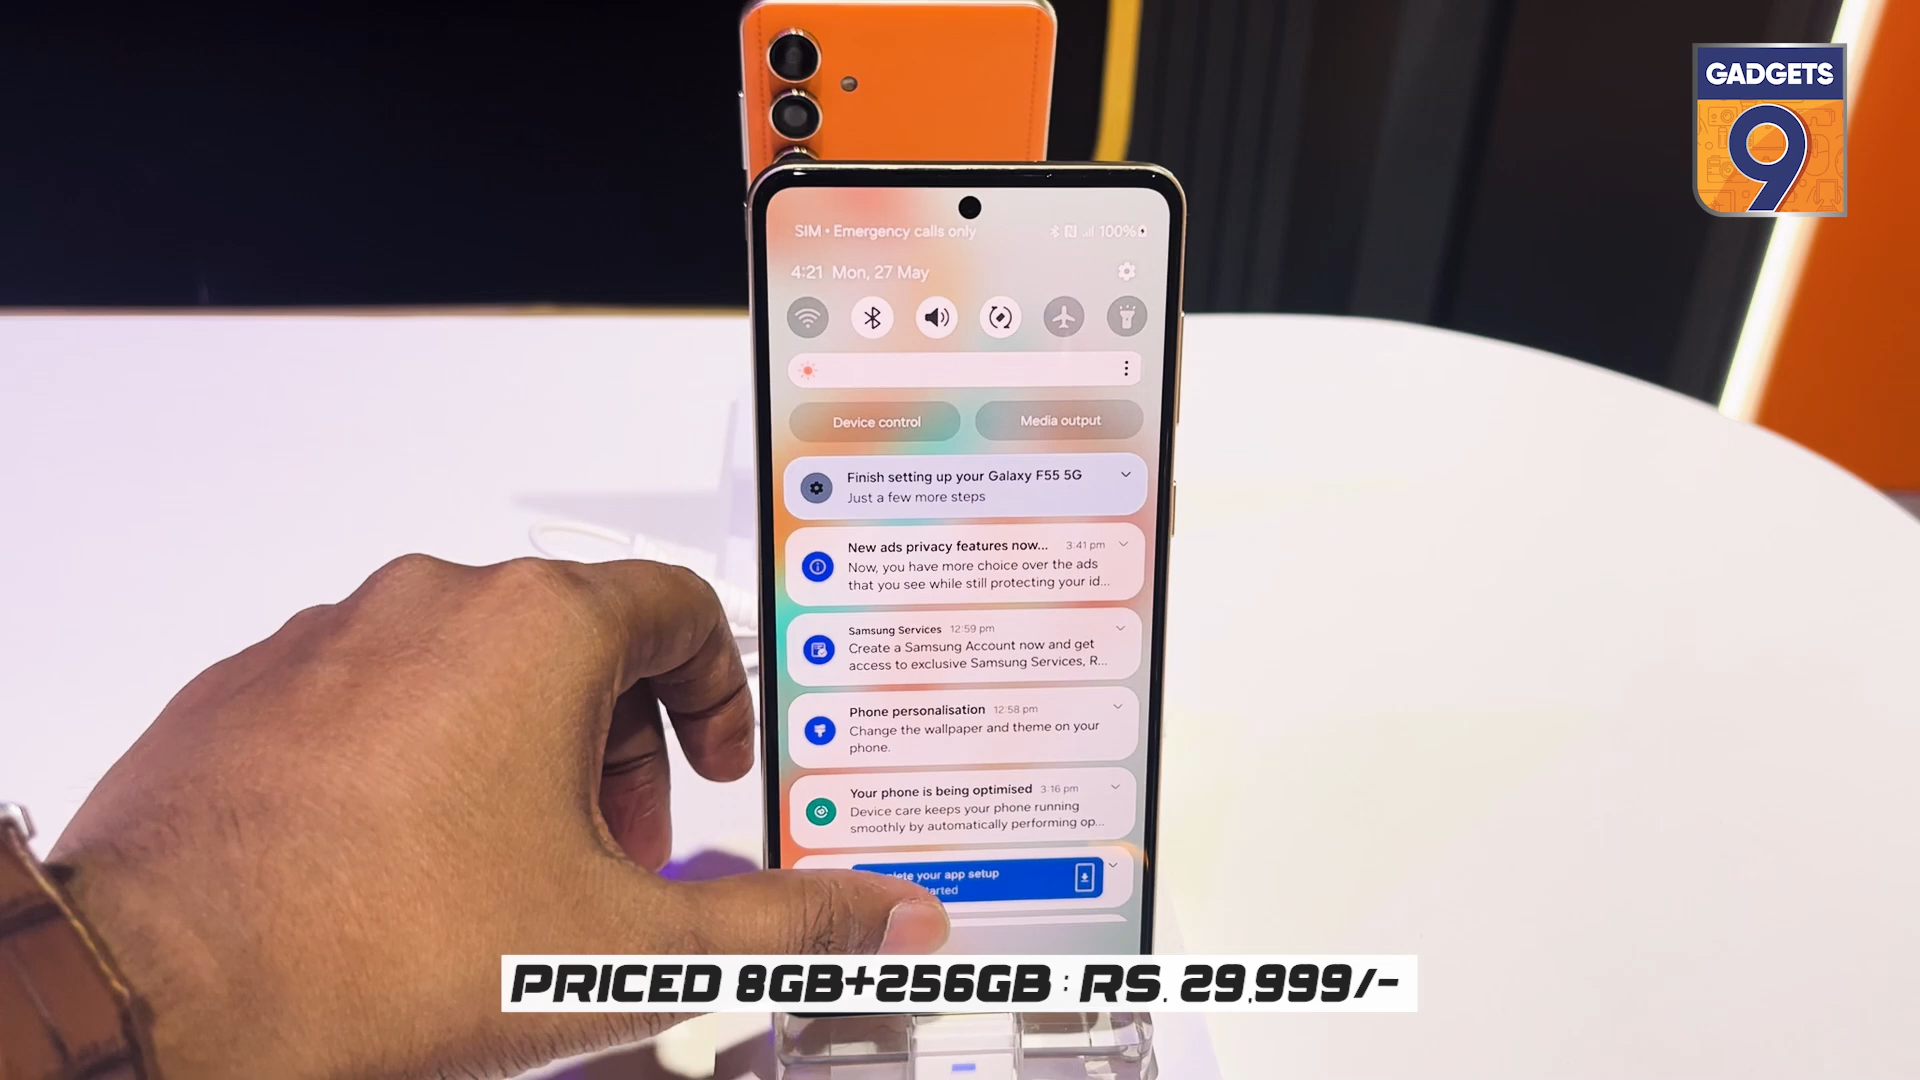 GADGETS
9
SIM • Emergency calls only
100%
4:21 Mon, 27 May
Device control
Media output
Finish setting up your Galaxy F55 5G
Just a few more steps
New ads privacy features now... 3:41 pm
Now, you have more choice over the ads
that you see while still protecting your id...
Samsung Services 12:59 pm
Create a Samsung Account now and get
access to exclusive Samsung Services, R...
Phone personalisation 12:58 pm
Change the wallpaper and theme on your
phone.
Your phone is being optimised 3:16 pm
Device care keeps your phone running
smoothly by automatically performing op...
your app setup
PRICED 8GB+256GB : RS. 29,999/-